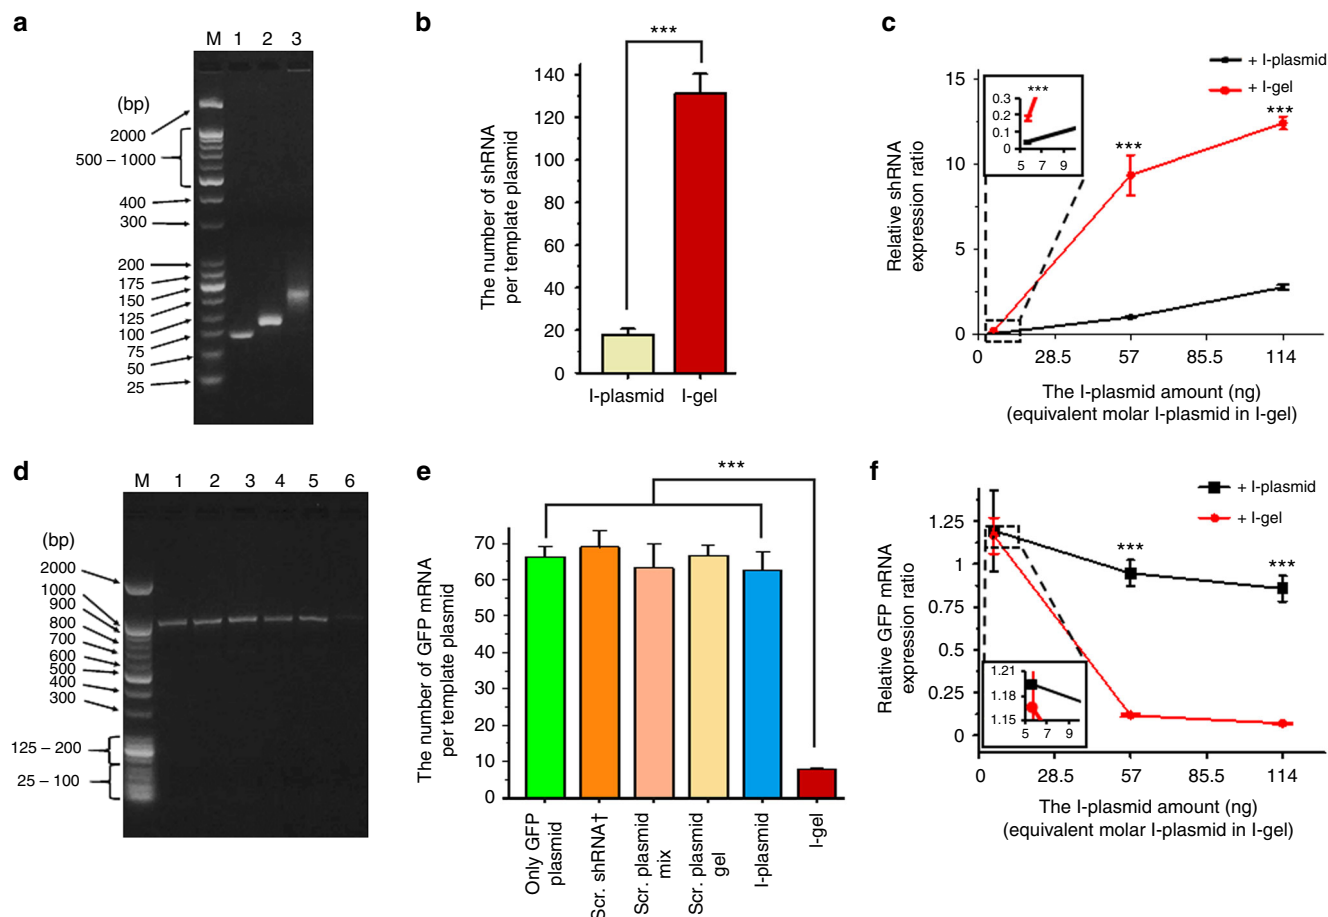 a
M 1 2 3
(bp)
2000
500 – 1000
400
300
200
175
150
125
100
75
50
25
b
***
The number of shRNA
per template plasmid
140
120
100
80
60
40
20
0
I-plasmid I-gel
c
+ I-plasmid
+ I-gel
Relative shRNA
expression ratio
15
10
5
0
***
0.3
0.2
0.1
0
5 7 9
***
***
0 28.5 57 85.5 114
The I-plasmid amount (ng)
(equivalent molar I-plasmid in I-gel)
d
M 1 2 3 4 5 6
(bp)
2000
1000
900
800
700
600
500
400
300
125 – 200
25 – 100
e
***
The number of GFP mRNA
per template plasmid
70
60
50
40
30
20
10
0
Only GFP
plasmid
Scr. shRNA†
Scr. plasmid
mix
Scr. plasmid
gel
I-plasmid
I-gel
f
+ I-plasmid
+ I-gel
Relative GFP mRNA
expression ratio
1.25
1
0.75
0.5
0.25
0
***
***
1.21
1.18
1.15
5 7 9
0 28.5 57 85.5 114
The I-plasmid amount (ng)
(equivalent molar I-plasmid in I-gel)